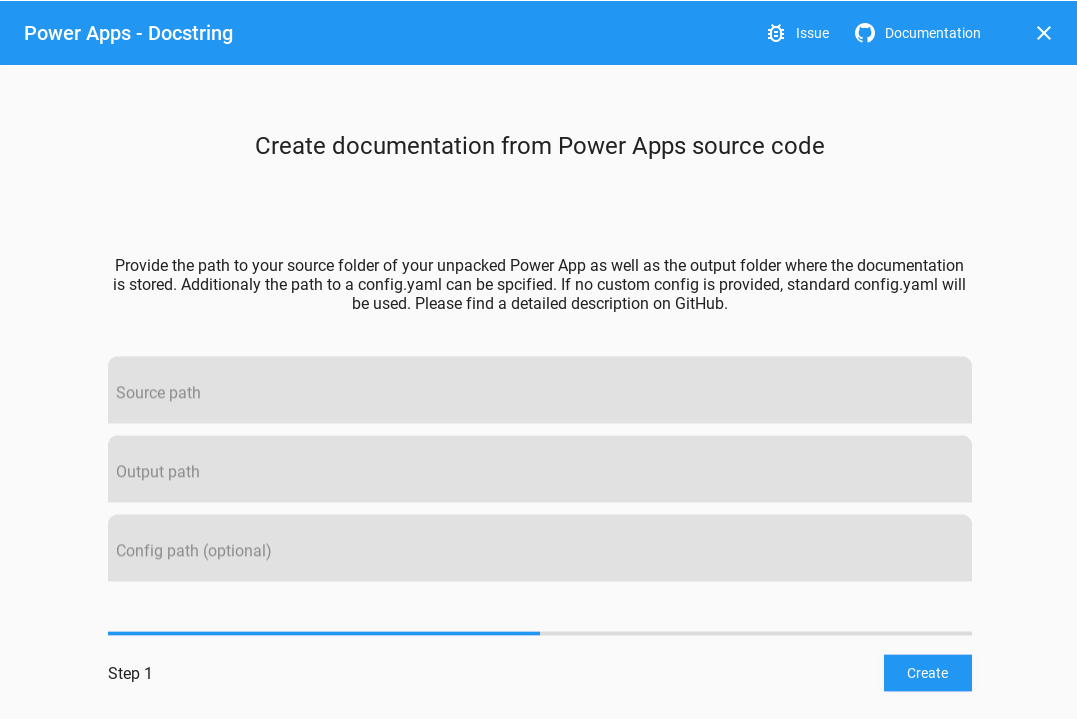 Power Apps - Docstring
Issue
Documentation
Create documentation from Power Apps source code
Provide the path to your source folder of your unpacked Power App as well as the output folder where the documentation
is stored. Additionaly the path to a config.yaml can be spcified. If no custom config is provided, standard config.yaml will
be used. Please find a detailed description on GitHub.
Source path
Output path
Config path (optional)
Step 1
Create